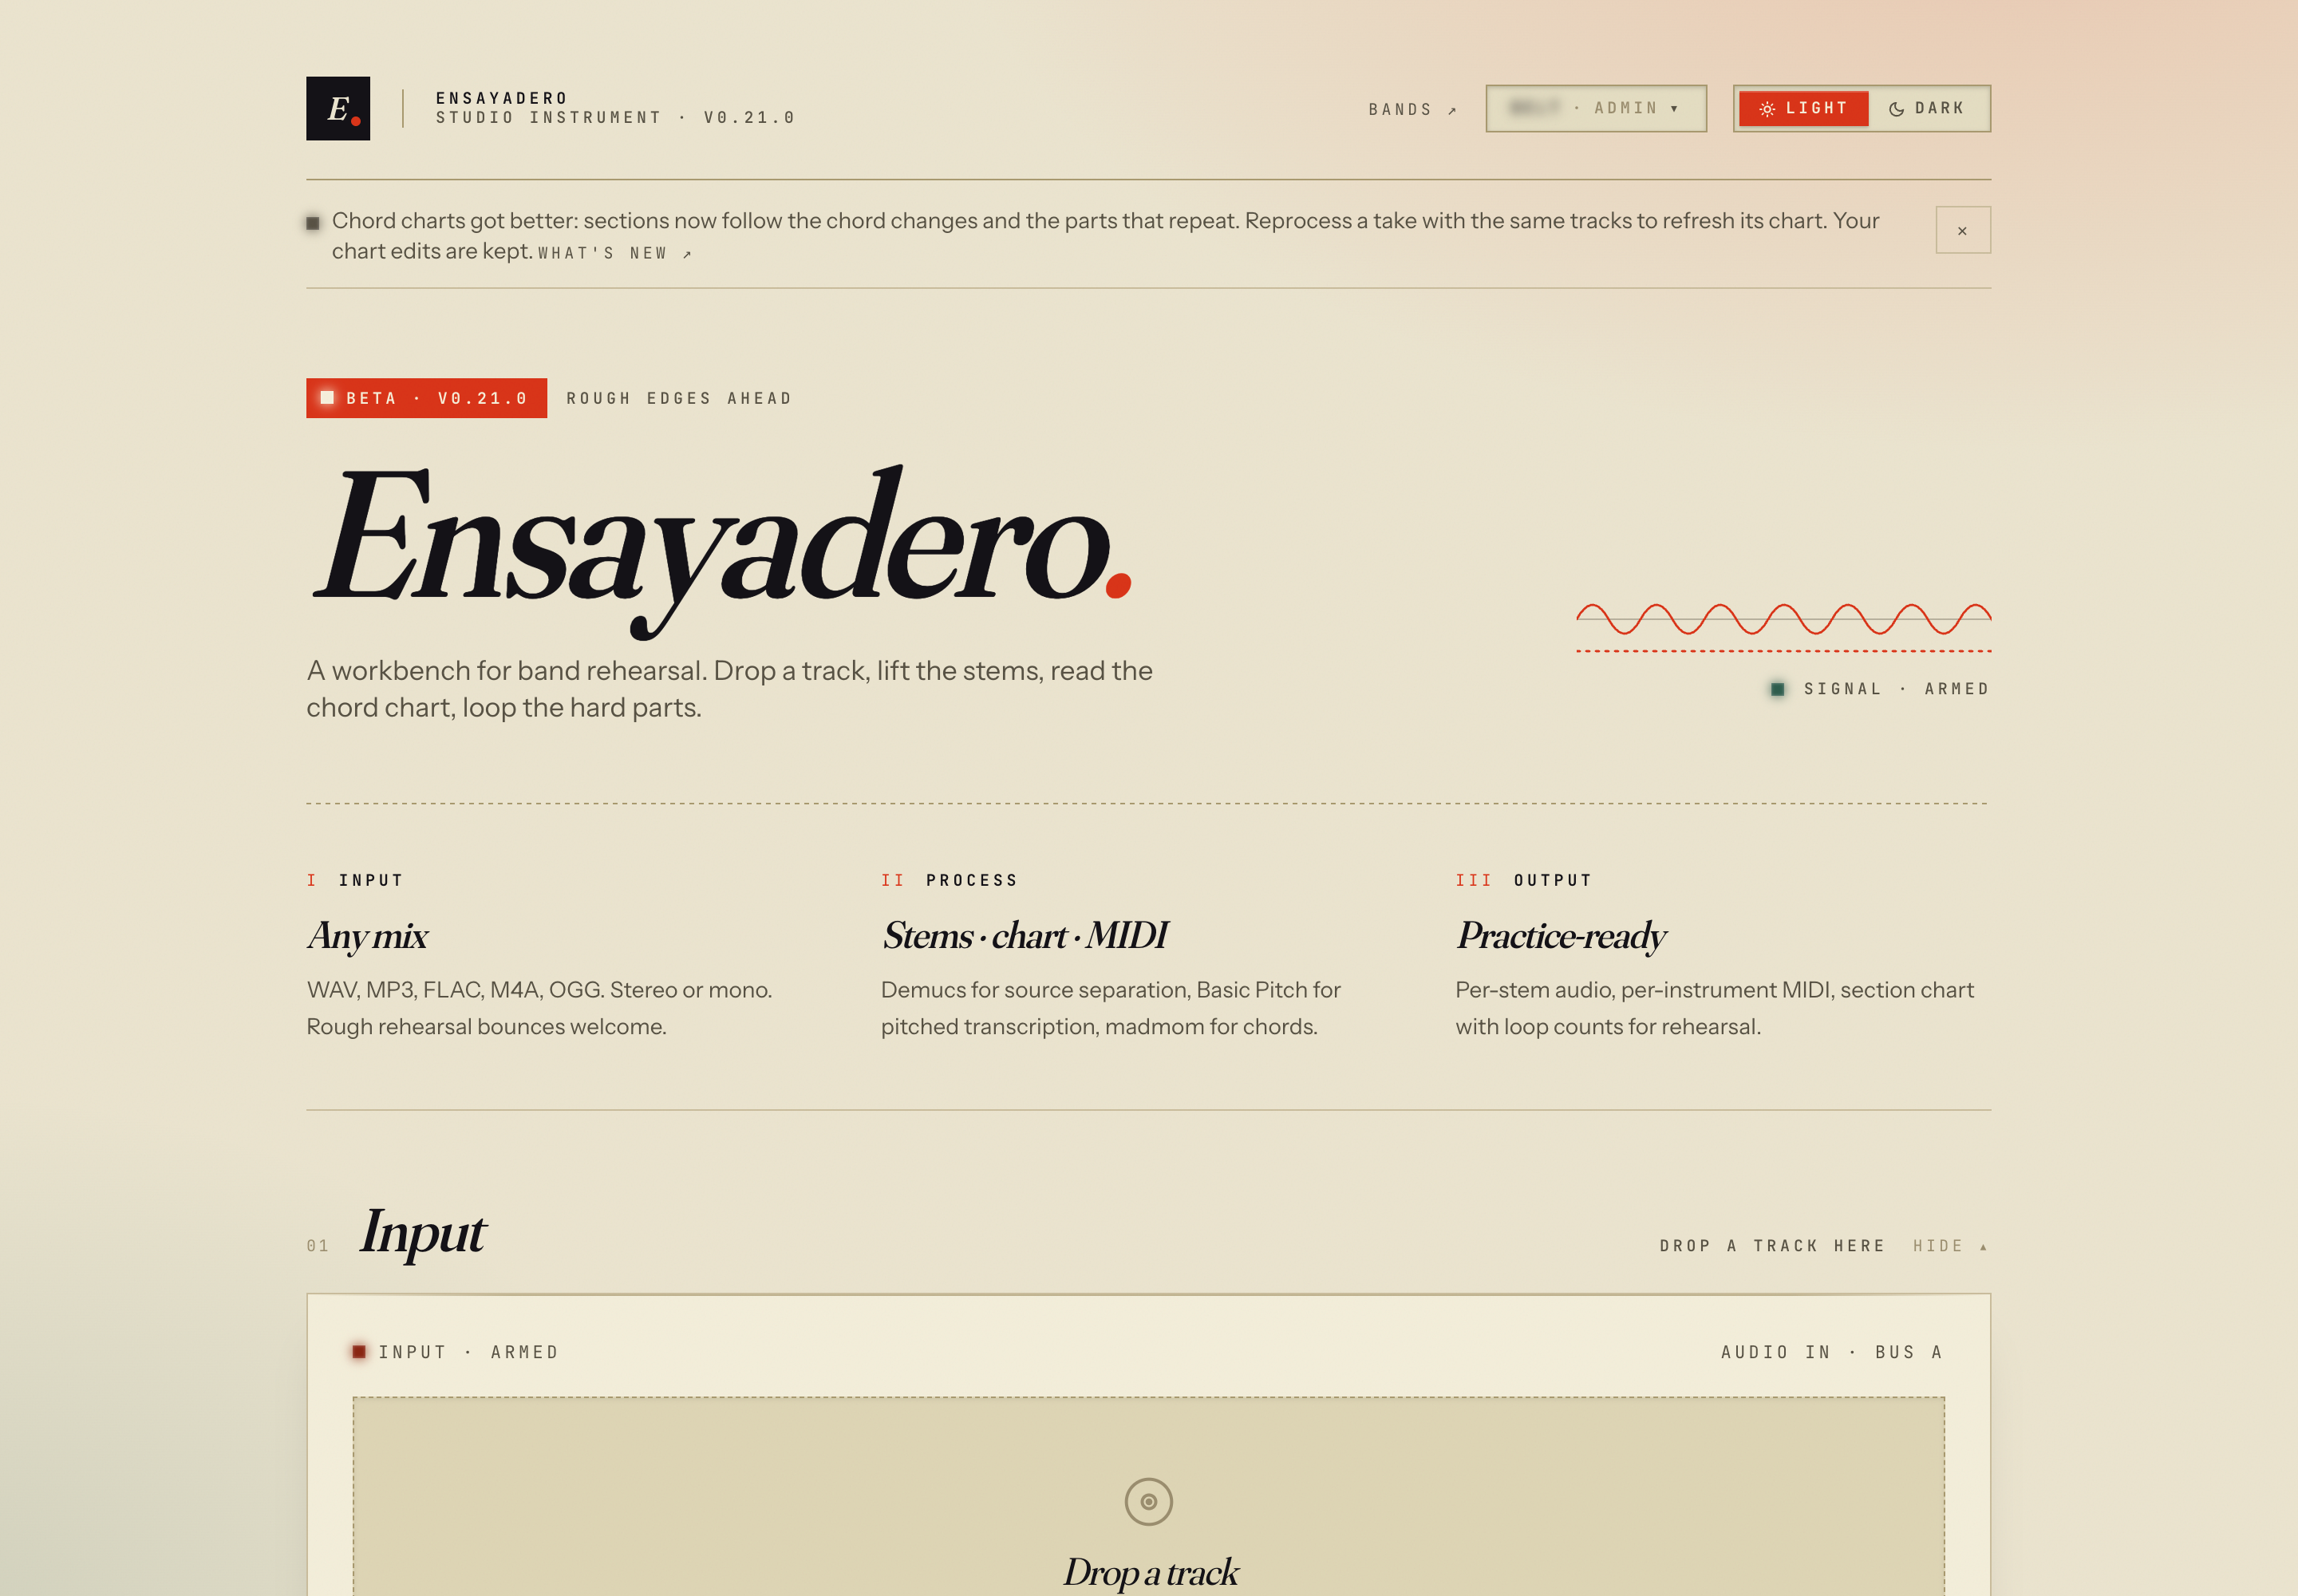 E.
ENSAYADERO
STUDIO INSTRUMENT · V0.21.0
BANDS ↗
· ADMIN ▾
LIGHT
DARK
Chord charts got better: sections now follow the chord changes and the parts that repeat. Reprocess a take with the same tracks to refresh its chart. Your
chart edits are kept. WHAT'S NEW ↗
×
BETA · V0.21.0
ROUGH EDGES AHEAD
Ensayadero.
A workbench for band rehearsal. Drop a track, lift the stems, read the
chord chart, loop the hard parts.
SIGNAL · ARMED
I INPUT
Any mix
WAV, MP3, FLAC, M4A, OGG. Stereo or mono.
Rough rehearsal bounces welcome.
II PROCESS
Stems · chart · MIDI
Demucs for source separation, Basic Pitch for
pitched transcription, madmom for chords.
III OUTPUT
Practice-ready
Per-stem audio, per-instrument MIDI, section chart
with loop counts for rehearsal.
01 Input
DROP A TRACK HERE
HIDE ▴
INPUT · ARMED
AUDIO IN · BUS A
Drop a track